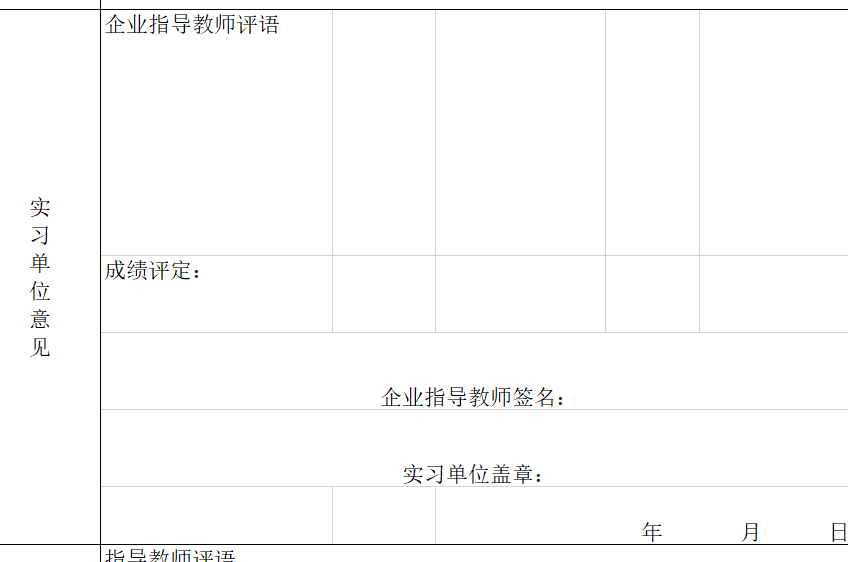 企业指导教师评语
实习单位意见
成绩评定：
企业指导教师签名：
实习单位盖章：
年 月 日
指导教师评语